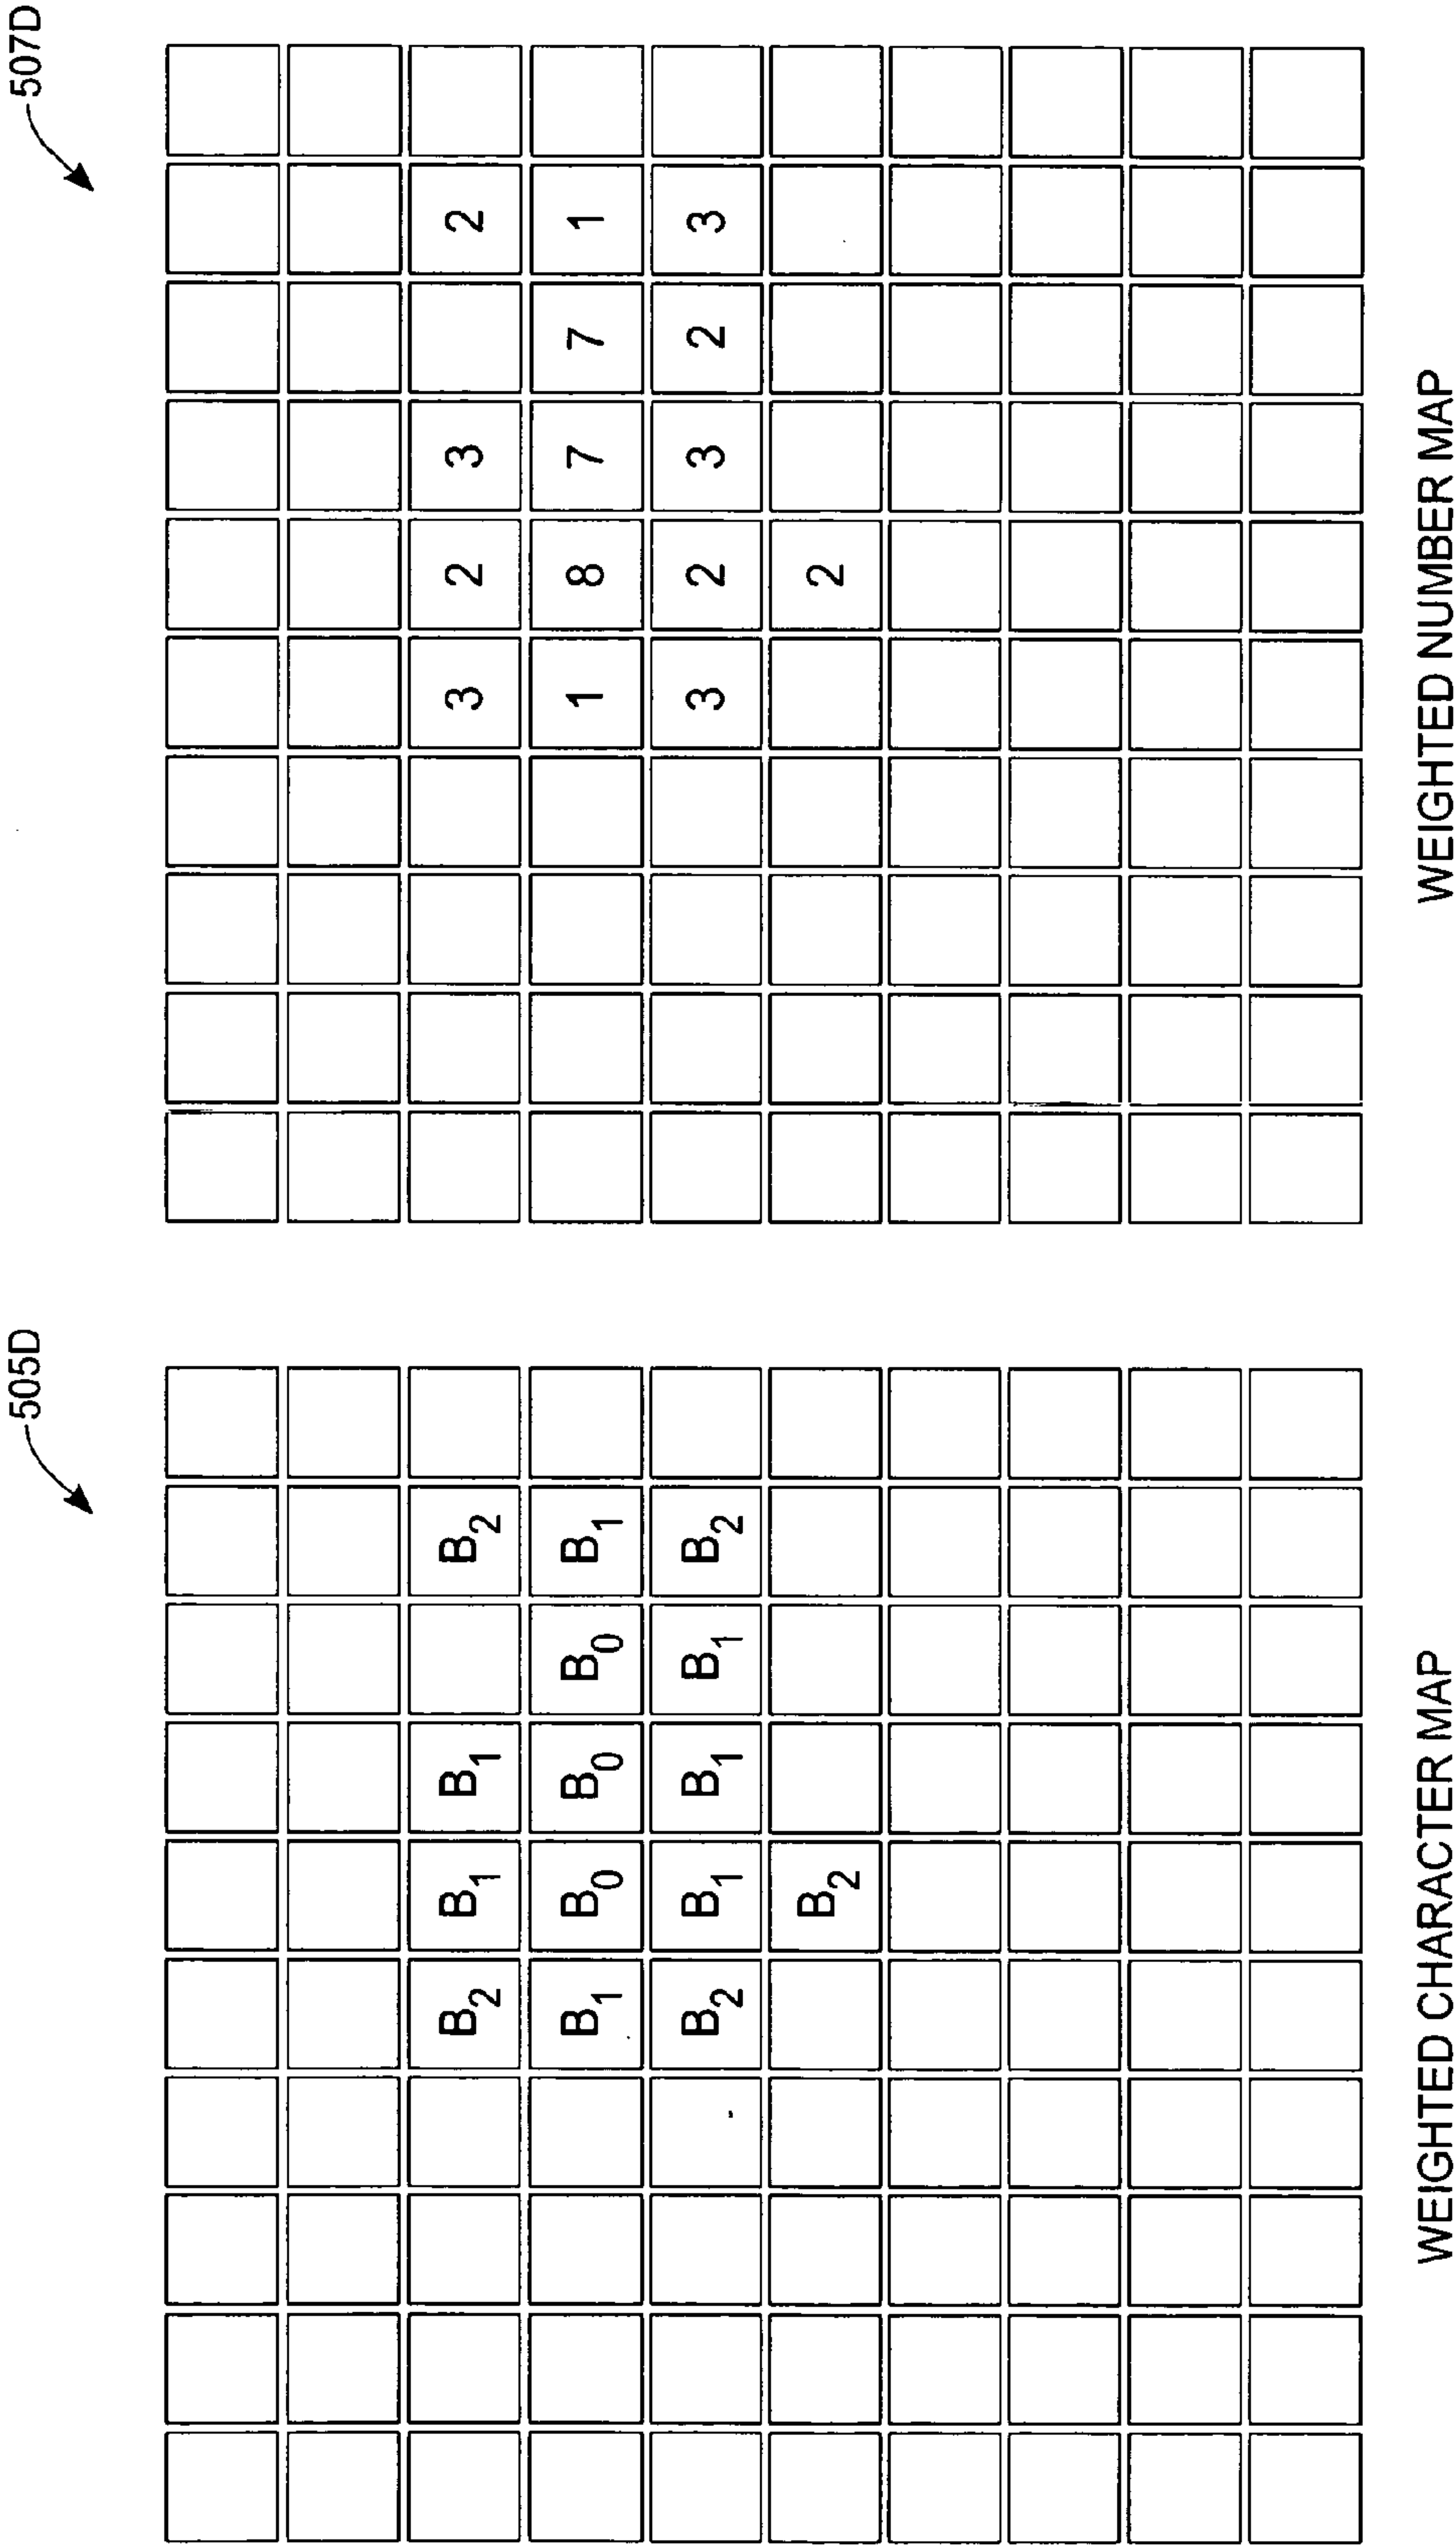 505D
B2 B1 B1 B2
B1 B0 B0 B0 B1
B2 B1 B1 B1 B2
B2
WEIGHTED CHARACTER MAP
507D
3 2 3 2
1 8 7 7 1
3 2 3 2 3
2
WEIGHTED NUMBER MAP